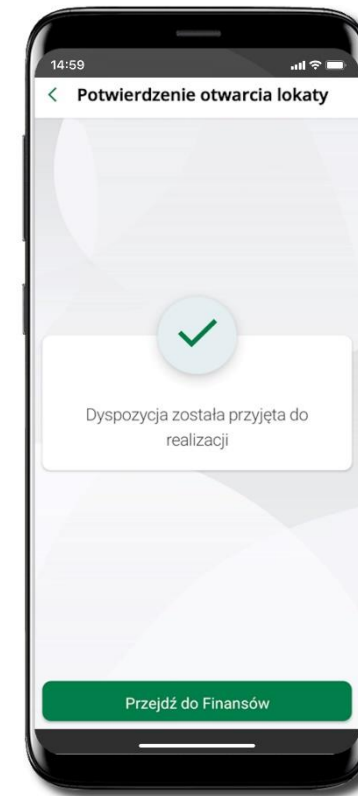 14:59
Potwierdzenie otwarcia lokaty
Dyspozycja została przyjęta do
realizacji
Przejdź do Finansów